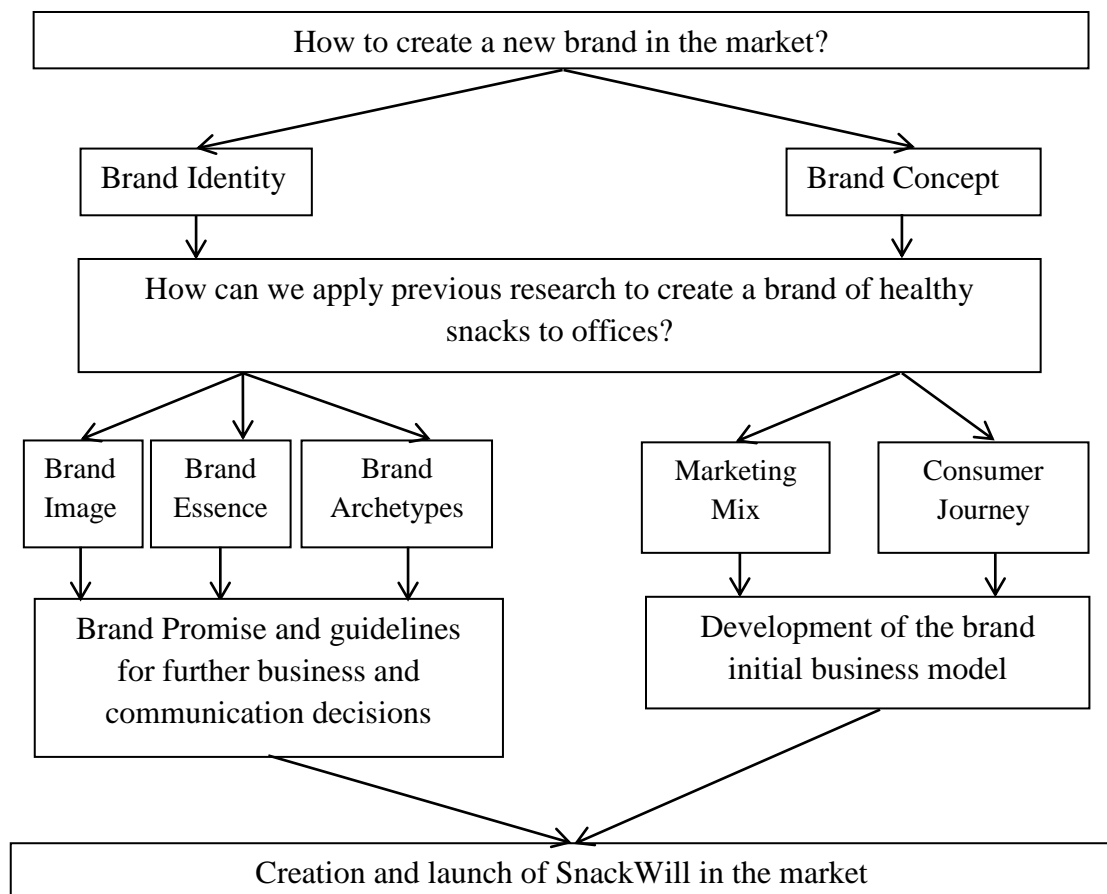 How to create a new brand in the market?
Brand Identity
Brand Concept
How can we apply previous research to create a brand of healthy
snacks to offices?
Brand
Image
Brand
Essence
Brand
Archetypes
Marketing
Mix
Consumer
Journey
Brand Promise and guidelines
for further business and
communication decisions
Development of the brand
initial business model
Creation and launch of SnackWill in the market